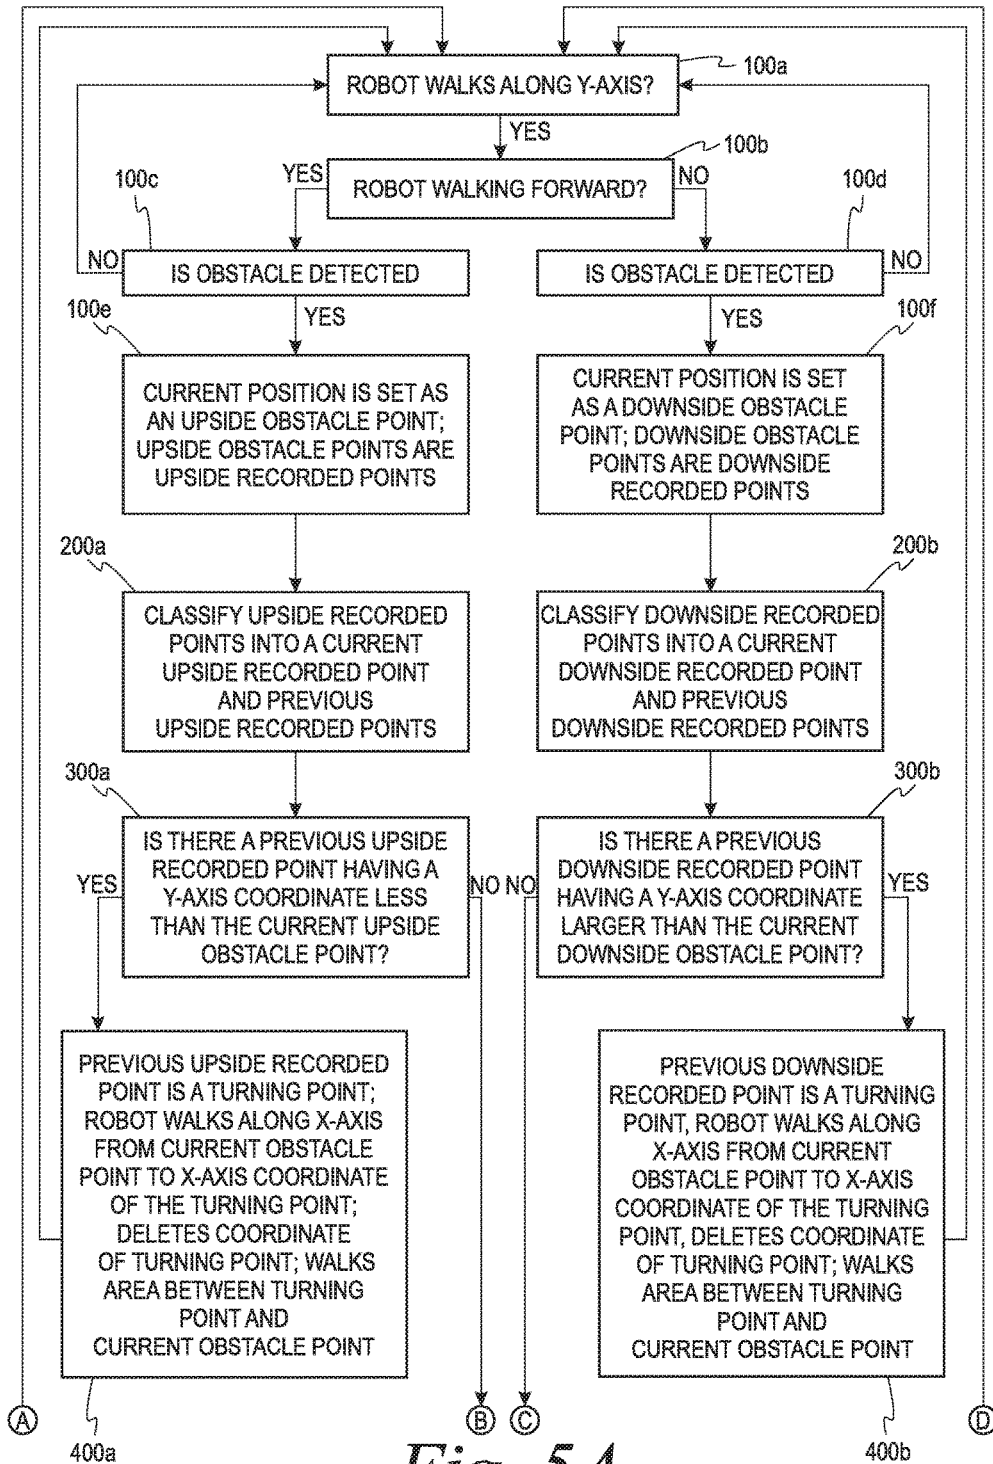 ROBOT WALKS ALONG Y-AXIS?
100a
YES
100b
YES
ROBOT WALKING FORWARD?
NO
100c
100d
NO
IS OBSTACLE DETECTED
IS OBSTACLE DETECTED
NO
100e
YES
YES
100f
CURRENT POSITION IS SET AS
AN UPSIDE OBSTACLE POINT;
UPSIDE OBSTACLE POINTS ARE
UPSIDE RECORDED POINTS
CURRENT POSITION IS SET
AS A DOWNSIDE OBSTACLE
POINT; DOWNSIDE OBSTACLE
POINTS ARE DOWNSIDE
RECORDED POINTS
200a
200b
CLASSIFY UPSIDE RECORDED
POINTS INTO A CURRENT
UPSIDE RECORDED POINT
AND PREVIOUS
UPSIDE RECORDED POINTS
CLASSIFY DOWNSIDE RECORDED
POINTS INTO A CURRENT
DOWNSIDE RECORDED POINT
AND PREVIOUS
DOWNSIDE RECORDED POINTS
300a
300b
YES
IS THERE A PREVIOUS UPSIDE
RECORDED POINT HAVING A
Y-AXIS COORDINATE LESS
THAN THE CURRENT UPSIDE
OBSTACLE POINT?
NO
NO
IS THERE A PREVIOUS
DOWNSIDE RECORDED POINT
HAVING A Y-AXIS COORDINATE
LARGER THAN THE CURRENT
DOWNSIDE OBSTACLE POINT?
YES
PREVIOUS UPSIDE RECORDED
POINT IS A TURNING POINT;
ROBOT WALKS ALONG X-AXIS
FROM CURRENT OBSTACLE
POINT TO X-AXIS COORDINATE
OF THE TURNING POINT;
DELETES COORDINATE
OF TURNING POINT; WALKS
AREA BETWEEN TURNING
POINT AND
CURRENT OBSTACLE POINT
PREVIOUS DOWNSIDE
RECORDED POINT IS A TURNING
POINT, ROBOT WALKS ALONG
X-AXIS FROM CURRENT
OBSTACLE POINT TO X-AXIS
COORDINATE OF THE TURNING
POINT, DELETES COORDINATE
OF TURNING POINT; WALKS
AREA BETWEEN TURNING
POINT AND
CURRENT OBSTACLE POINT
A
B
C
D
400a
Fig. 5A
400b